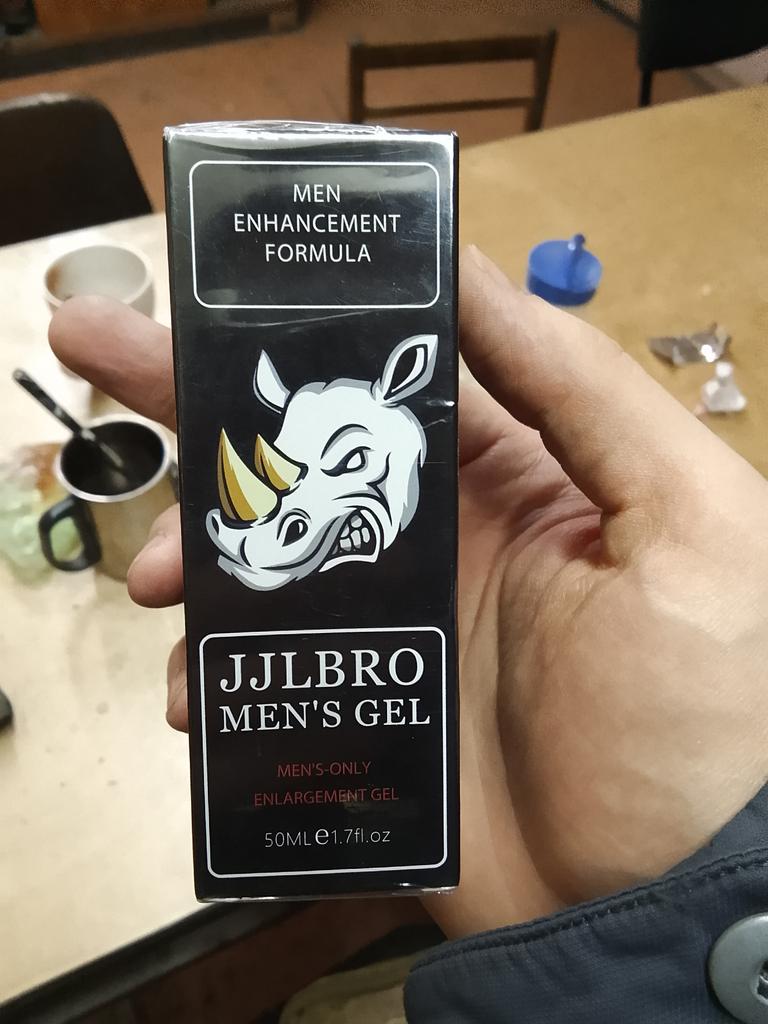 MEN
ENHANCEMENT
FORMULA
JJLBRO
MEN'S GEL
MEN'S-ONLY
ENLARGEMENT GEL
50ML℮1.7fl.oz